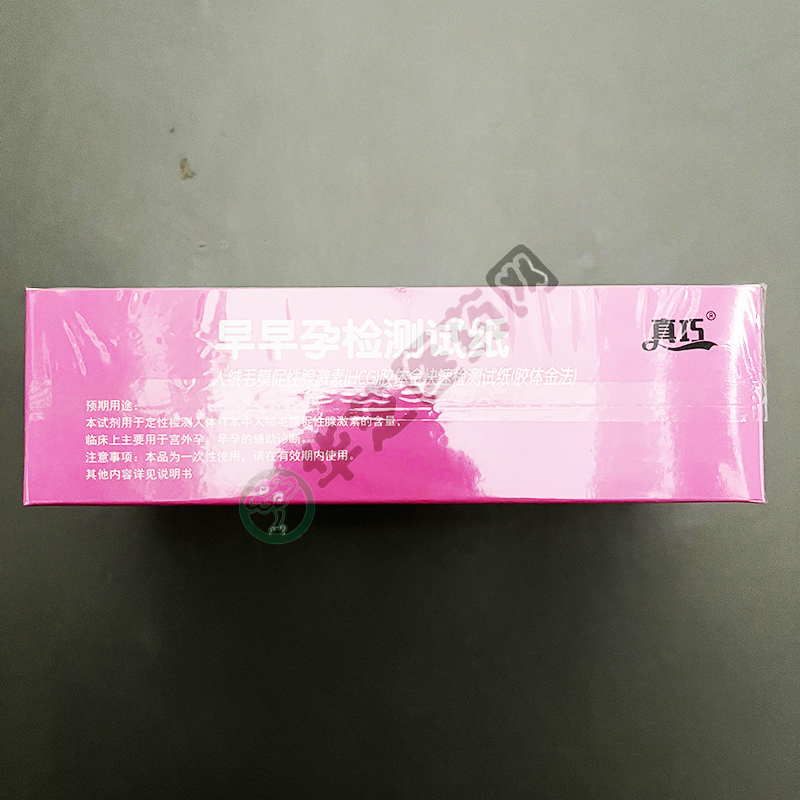 早早孕检测试纸
真巧®
人绒毛膜促性腺激素(HCG)胶体金快速检测试纸(胶体金法)
预期用途:
本试剂用于定性检测人体样本中人绒毛膜促性腺激素的含量,
临床上主要用于宫外孕、早孕的辅助诊断。
注意事项:本品为一次性使用,请在有效期内使用。
其他内容详见说明书